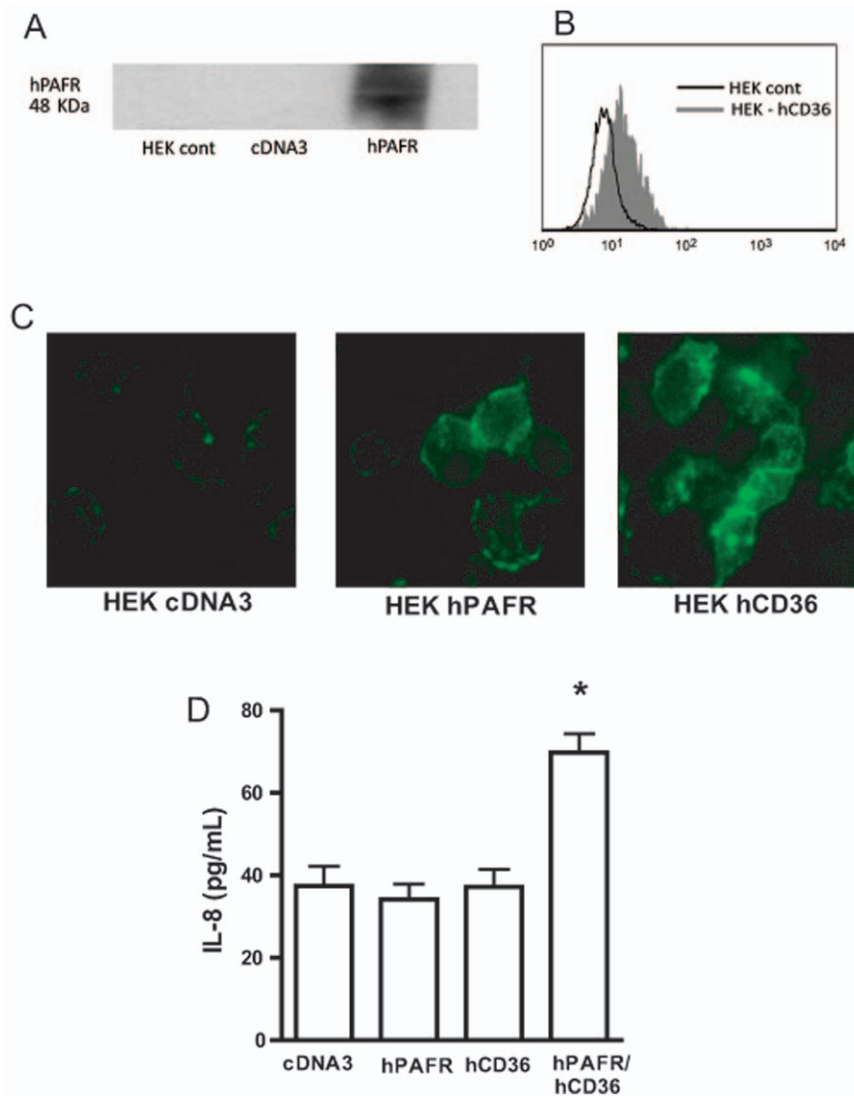 A
hPAFR
48 KDa
HEK cont cDNA3 hPAFR
B
HEK cont
HEK - hCD36
10⁰ 10¹ 10² 10³ 10⁴
C
HEK cDNA3 HEK hPAFR HEK hCD36
D
*
IL-8 (pg/mL)
80
60
40
20
0
cDNA3 hPAFR hCD36 hPAFR/
hCD36